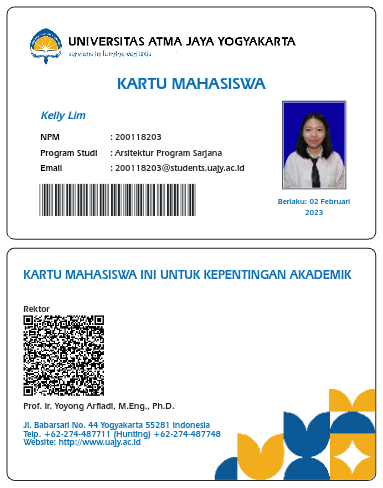 UNIVERSITAS ATMA JAYA YOGYAKARTA
serviens in lumine veritatis
KARTU MAHASISWA
Kelly Lim
NPM : 200118203
Program Studi : Arsitektur Program Sarjana
Email : 200118203@students.uajy.ac.id
Berlaku: 02 Februari
2023
KARTU MAHASISWA INI UNTUK KEPENTINGAN AKADEMIK
Rektor
Prof. Ir. Yoyong Arfiadi, M.Eng., Ph.D.
Jl. Babarsari No. 44 Yogyakarta 55281 Indonesia
Telp. +62-274-487711 (Hunting) +62-274-487748
Website: http://www.uajy.ac.id